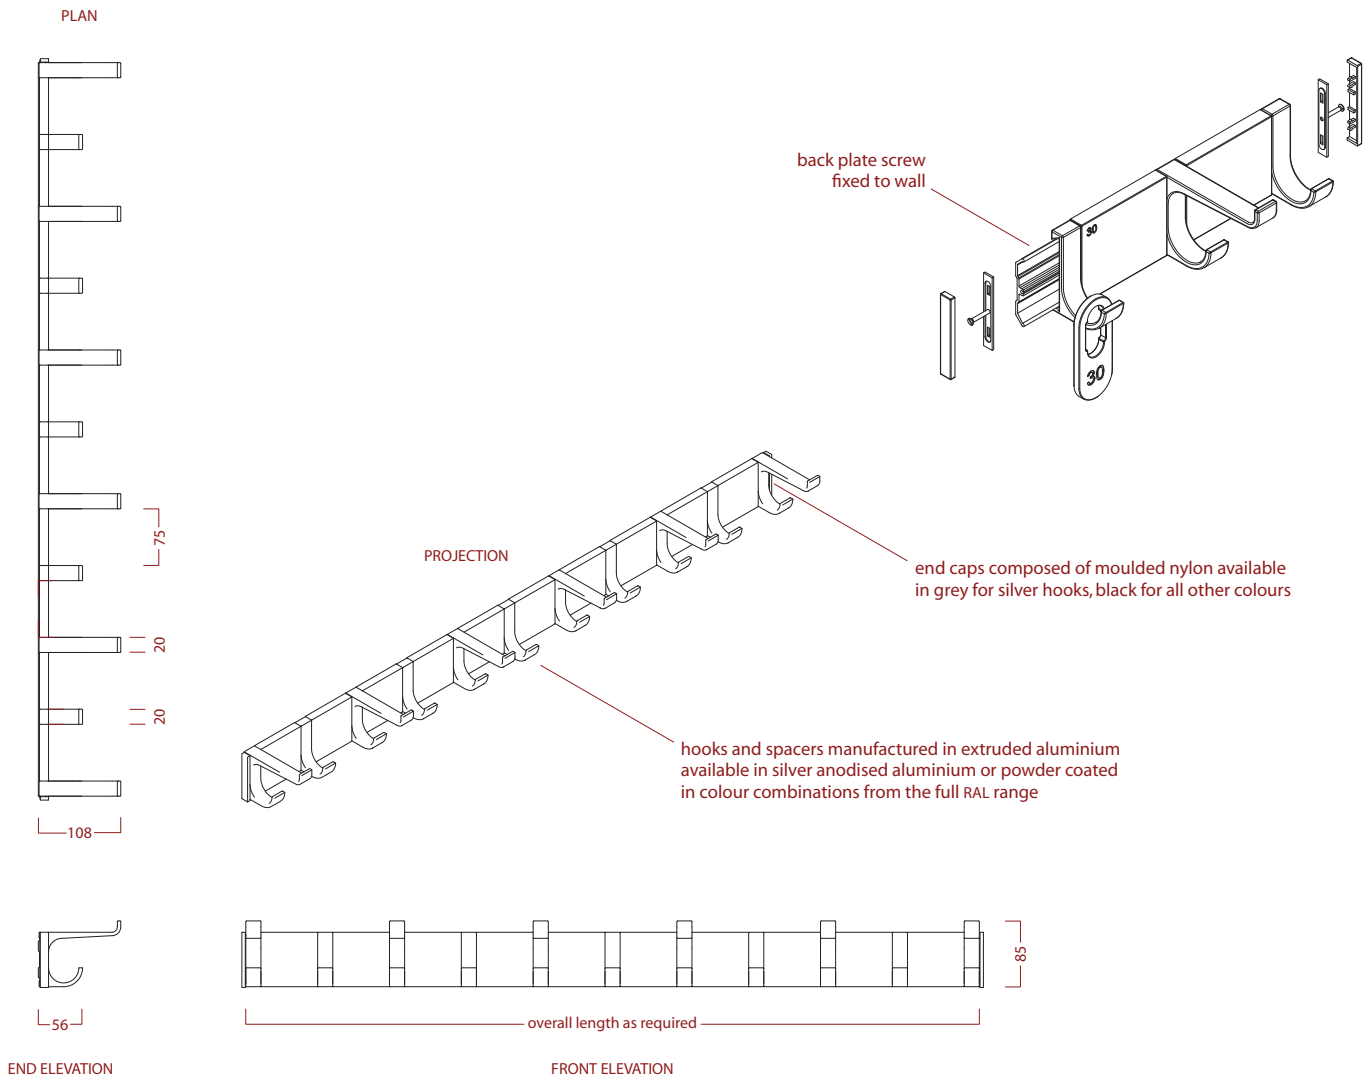 PLAN
back plate screw
fixed to wall
30
30
75
PROJECTION
end caps composed of moulded nylon available
in grey for silver hooks, black for all other colours
20
20
hooks and spacers manufactured in extruded aluminium
available in silver anodised aluminium or powder coated
in colour combinations from the full RAL range
108
85
56
overall length as required
END ELEVATION
FRONT ELEVATION